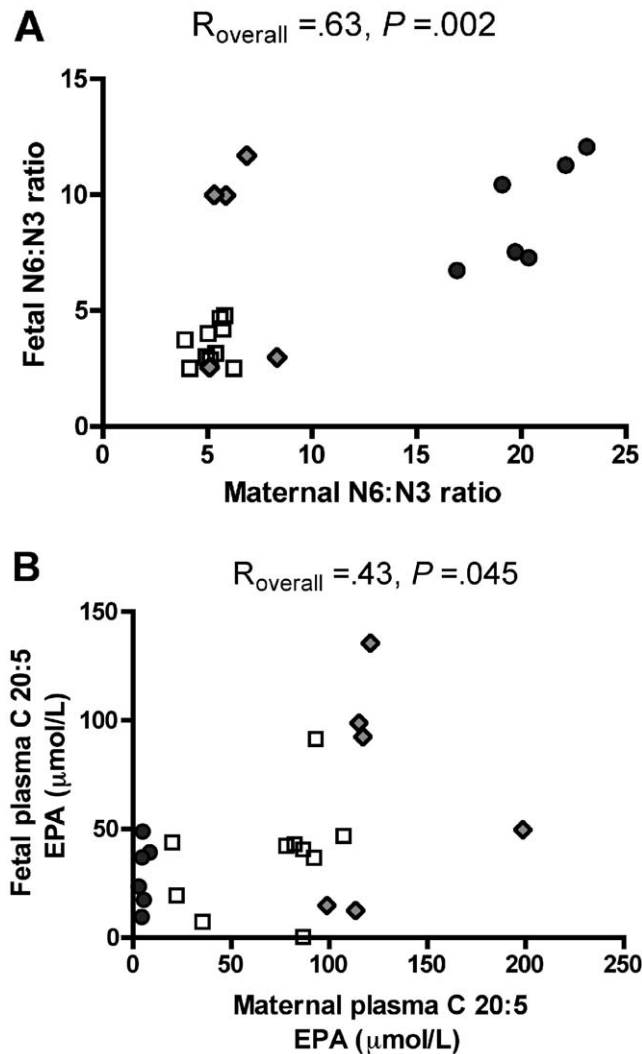 A
R overall =.63, P =.002
15
10
5
0
Fetal N6:N3 ratio
0 5 10 15 20 25
Maternal N6:N3 ratio
B
R overall =.43, P =.045
150
100
50
0
Fetal plasma C 20:5
EPA (μmol/L)
0 50 100 150 200 250
Maternal plasma C 20:5
EPA (μmol/L)